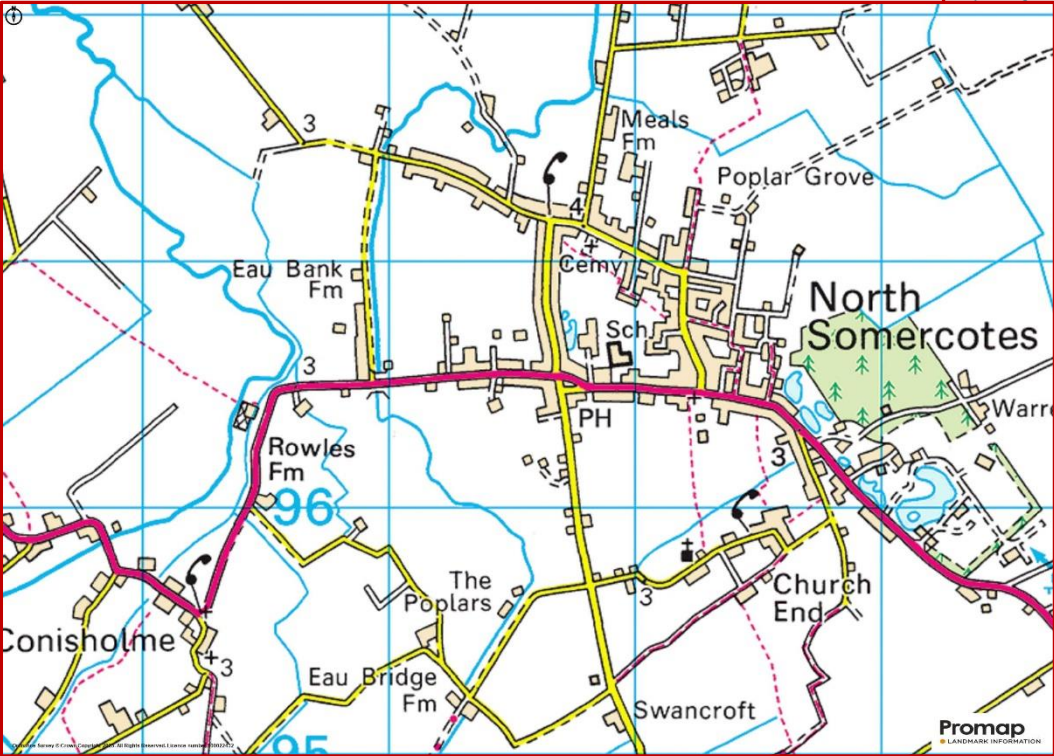 3
Meals
Fm
Poplar Grove
4
Cemy
Eau Bank
Fm
North
Somercotes
Sch
3
PH
Warre
Rowles
Fm
3
96
The
Poplars
Church
End
3
Conisholme
3
Eau Bridge
Fm
Swancroft
95
Promap
LANDMARK INFORMATION